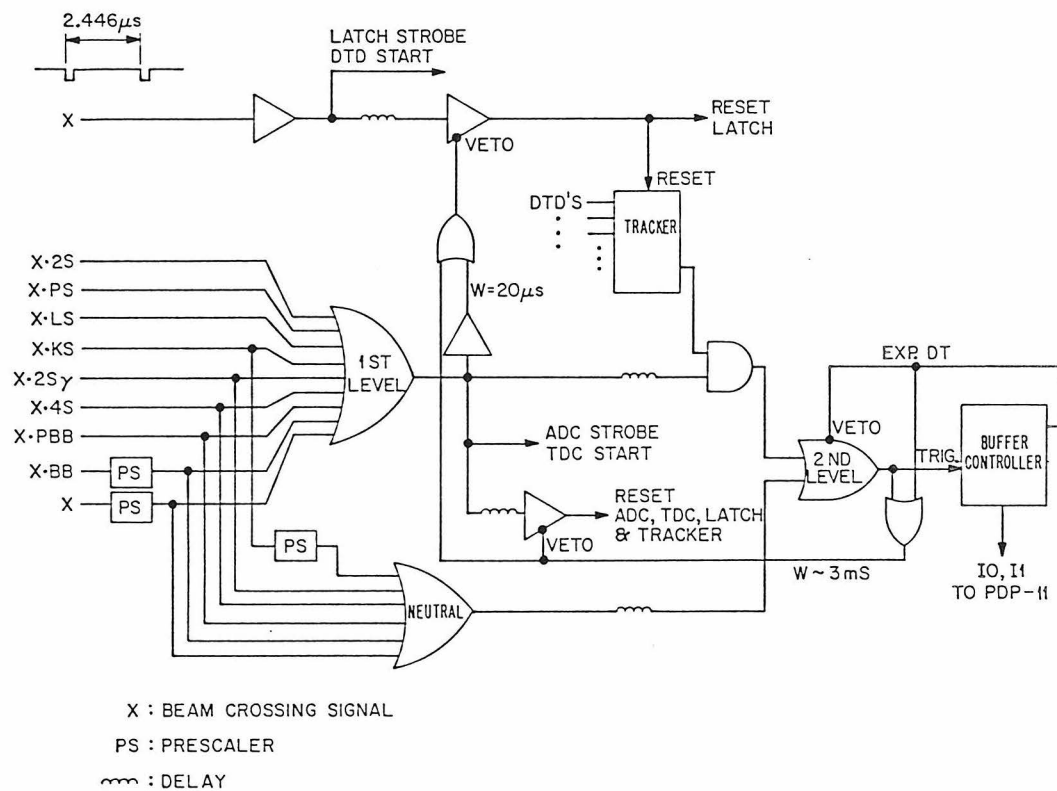 2.446μs
LATCH STROBE
DTD START
X
VETO
RESET
LATCH
RESET
DTD'S
TRACKER
X·2S
X·PS
X·LS
X·KS
X·2Sγ
X·4S
X·PBB
X·BB
X
PS
PS
1ST
LEVEL
W=20μs
EXP. DT
ADC STROBE
TDC START
VETO
2ND
LEVEL
TRIG.
BUFFER
CONTROLLER
RESET
ADC, TDC, LATCH
& TRACKER
VETO
PS
W~3mS
I0, I1
TO PDP-11
NEUTRAL
X : BEAM CROSSING SIGNAL
PS : PRESCALER
: DELAY